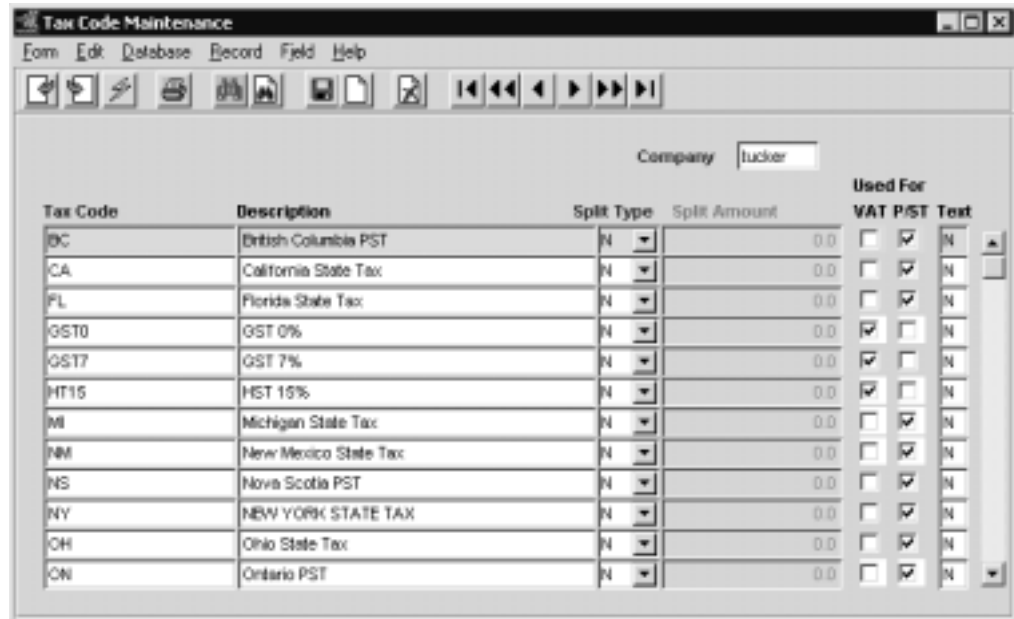 Tax Code Maintenance
Form Edit Database Record Field Help
Company tucker
Used For
Tax Code Description Split Type Split Amount VAT P/ST Text
BC British Columbia PST N 0.0 N
CA California State Tax N 0.0 N
FL Florida State Tax N 0.0 N
GST0 GST 0% N 0.0 N
GST7 GST 7% N 0.0 N
HT15 HST 15% N 0.0 N
MI Michigan State Tax N 0.0 N
NM New Mexico State Tax N 0.0 N
NS Nova Scotia PST N 0.0 N
NY NEW YORK STATE TAX N 0.0 N
OH Ohio State Tax N 0.0 N
ON Ontario PST N 0.0 N